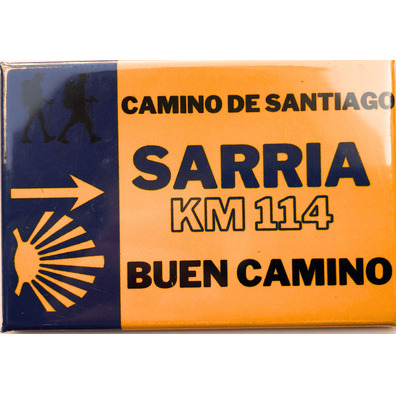 CAMINO DE SANTIAGO
SARRIA
KM 114
BUEN CAMINO